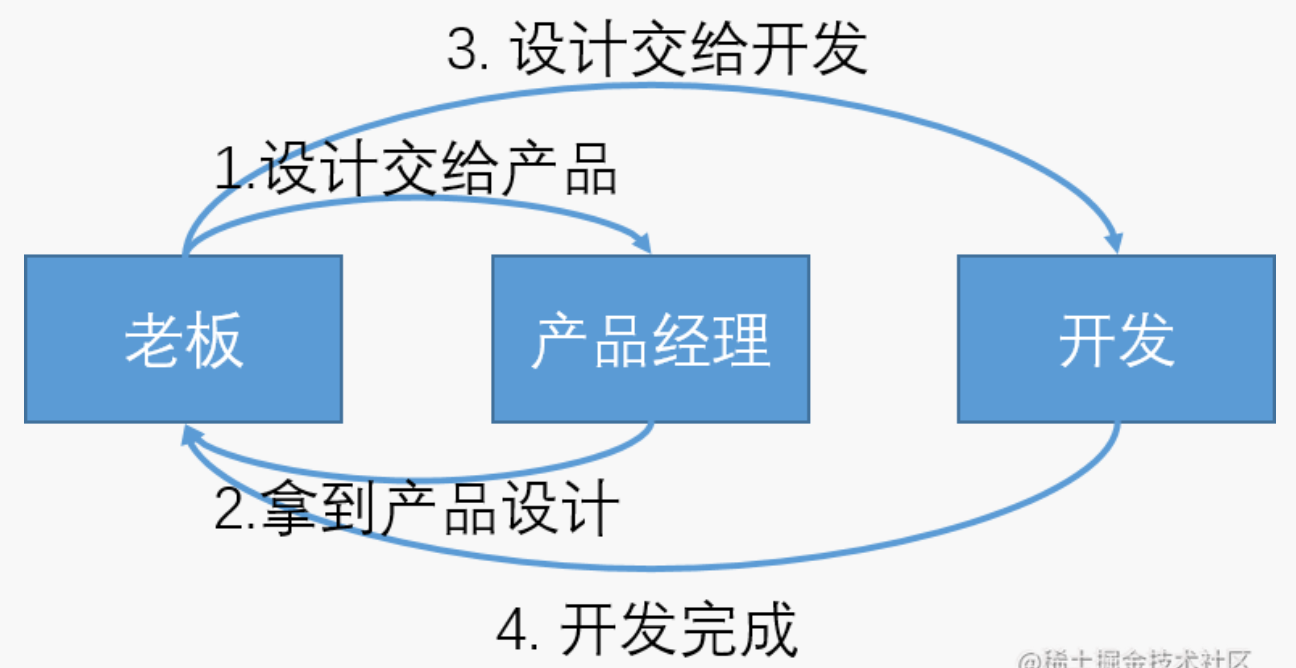 3. 设计交给开发
1.设计交给产品
老板
产品经理
开发
2.拿到产品设计
4. 开发完成
@稀土掘金技术社区